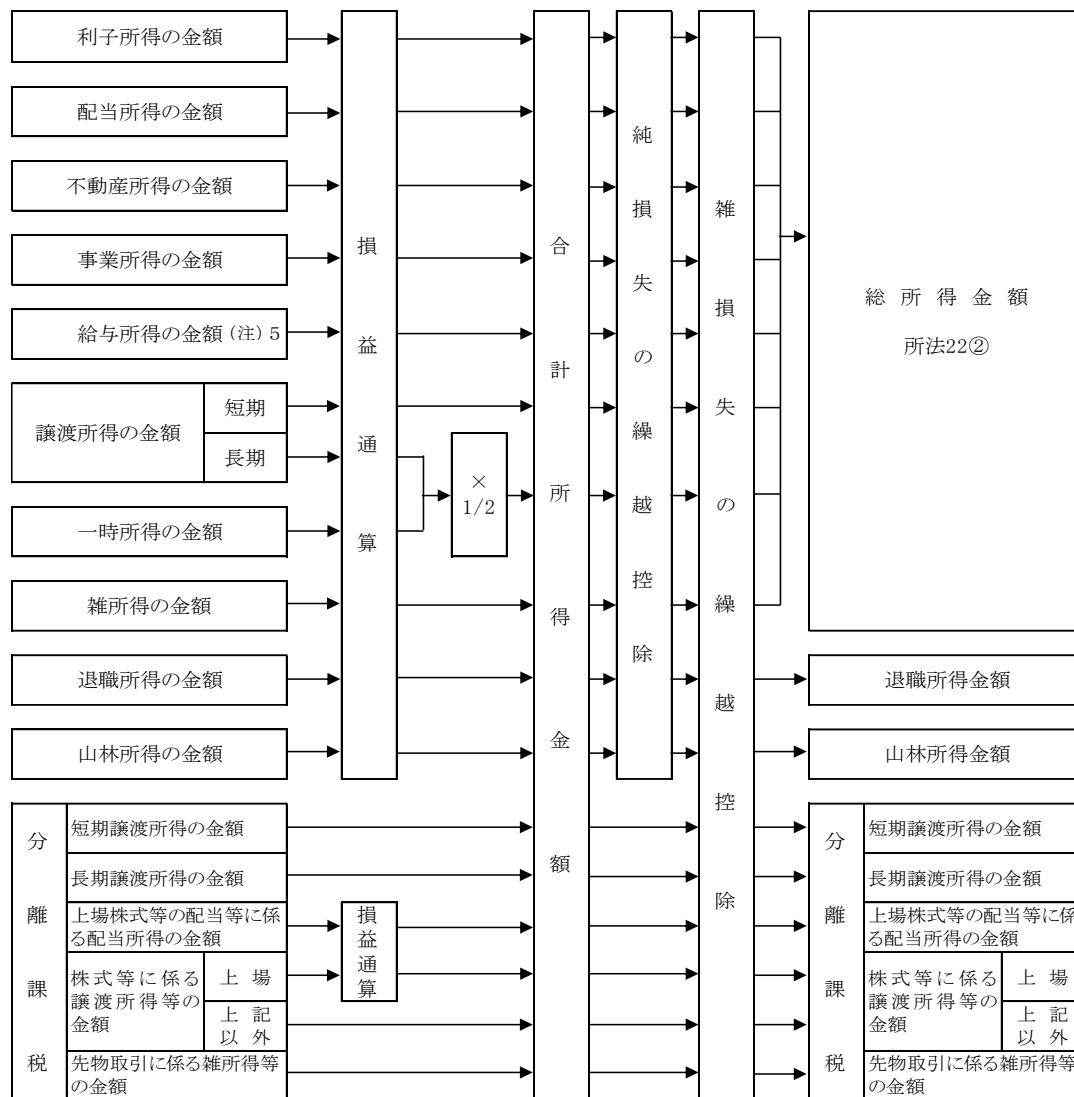 利子所得の金額
配当所得の金額
不動産所得の金額
事業所得の金額
給与所得の金額(注)5
譲渡所得の金額
短期
長期
一時所得の金額
雑所得の金額
退職所得の金額
山林所得の金額
損益通算
×
1/2
合計所得金額
純損失の繰越控除
雑損失の繰越控除
総所得金額
所法22②
退職所得金額
山林所得金額
分離課税
短期譲渡所得の金額
長期譲渡所得の金額
上場株式等の配当等に係
る配当所得の金額
株式等に係る
譲渡所得等の
金額
上場
上記
以外
先物取引に係る雑所得等
の金額
損益通算
分離課税
短期譲渡所得の金額
長期譲渡所得の金額
上場株式等の配当等に係
る配当所得の金額
株式等に係る
譲渡所得等の
金額
上場
上記
以外
先物取引に係る雑所得等
の金額